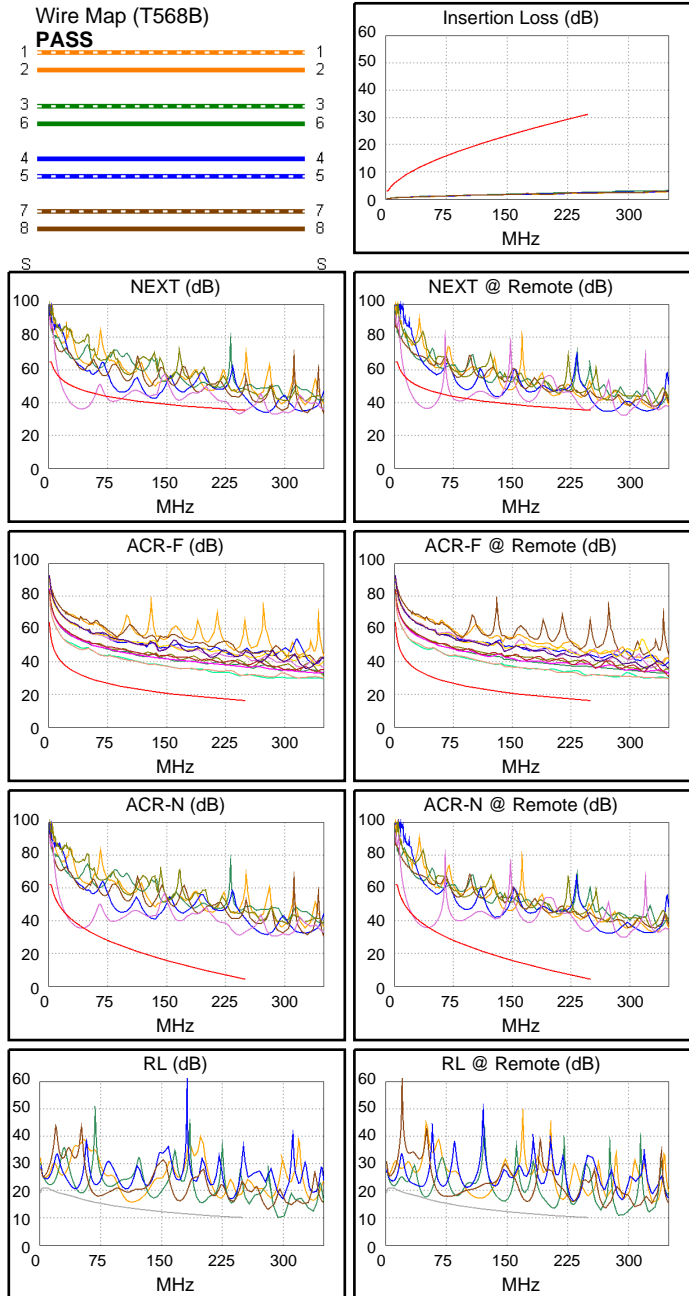 Wire Map (T568B)
PASS
1 1
2 2
3 3
6 6
4 4
5 5
7 7
8 8
S S
Insertion Loss (dB)
60
50
40
30
20
10
0
0 75 150 225 300
MHz
NEXT (dB)
100
80
60
40
20
0
0 75 150 225 300
MHz
NEXT @ Remote (dB)
100
80
60
40
20
0
0 75 150 225 300
MHz
ACR-F (dB)
100
80
60
40
20
0
0 75 150 225 300
MHz
ACR-F @ Remote (dB)
100
80
60
40
20
0
0 75 150 225 300
MHz
ACR-N (dB)
100
80
60
40
20
0
0 75 150 225 300
MHz
ACR-N @ Remote (dB)
100
80
60
40
20
0
0 75 150 225 300
MHz
RL (dB)
60
50
40
30
20
10
0
0 75 150 225 300
MHz
RL @ Remote (dB)
60
50
40
30
20
10
0
0 75 150 225 300
MHz